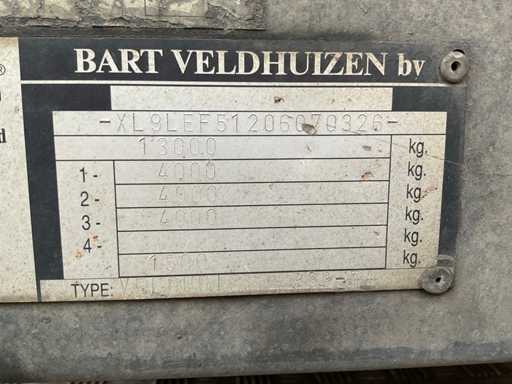 BART VELDHUIZEN bv
-XL9LEF51206070326-
13000 kg.
1- 4000 kg.
2- 4000 kg.
3- 4000 kg.
4- kg.
1500 kg.
TYPE:
®
d